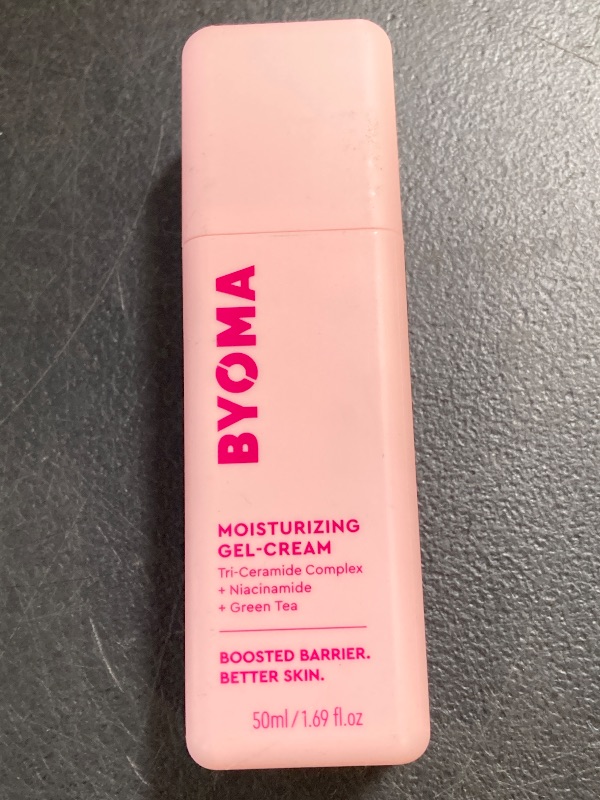 BYOMA
MOISTURIZING
GEL-CREAM
Tri-Ceramide Complex
+ Niacinamide
+ Green Tea
BOOSTED BARRIER.
BETTER SKIN.
50ml/1.69 fl.oz